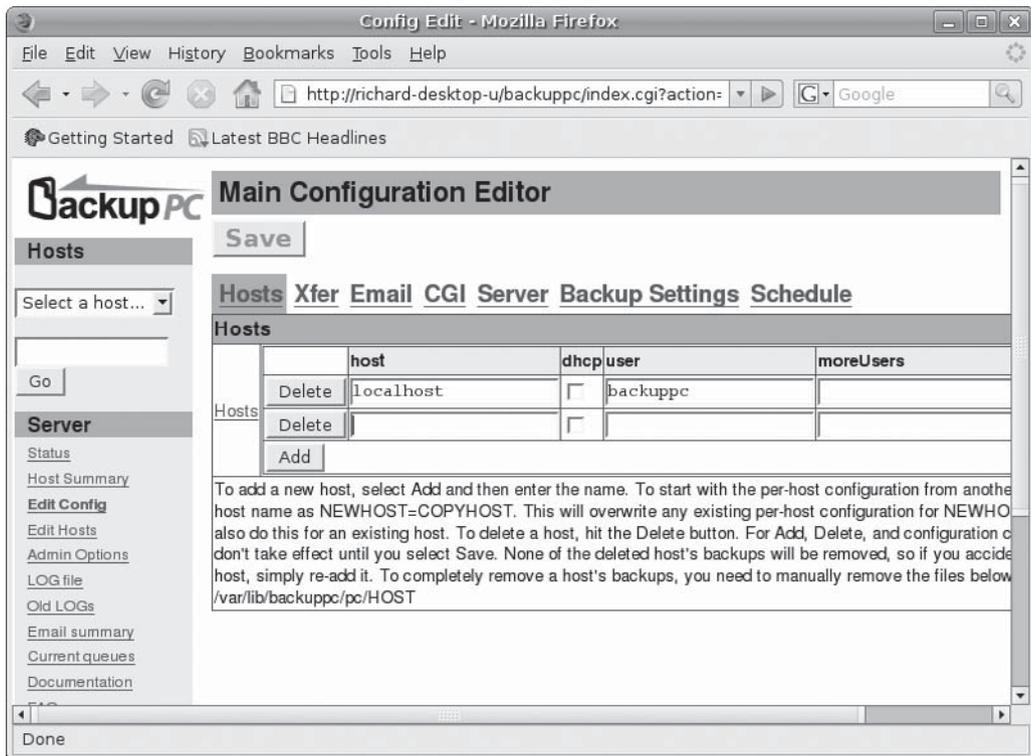 Config Edit - Mozilla Firefox
File Edit View History Bookmarks Tools Help
http://richard-desktop-u/backuppc/index.cgi?action=
G Google
Getting Started Latest BBC Headlines
BackupPC
Main Configuration Editor
Save
Hosts
Select a host...
Go
Server
Status
Host Summary
Edit Config
Edit Hosts
Admin Options
LOG file
Old LOGs
Email summary
Current queues
Documentation
FAQ
Hosts Xfer Email CGI Server Backup Settings Schedule
Hosts
host dhcp user moreUsers
Hosts
Delete localhost backuppc
Delete
Add
To add a new host, select Add and then enter the name. To start with the per-host configuration from anothe
host name as NEWHOST=COPYHOST. This will overwrite any existing per-host configuration for NEWHO
also do this for an existing host. To delete a host, hit the Delete button. For Add, Delete, and configuration c
don't take effect until you select Save. None of the deleted host's backups will be removed, so if you accide
host, simply re-add it. To completely remove a host's backups, you need to manually remove the files below
/var/lib/backuppc/pc/HOST
Done